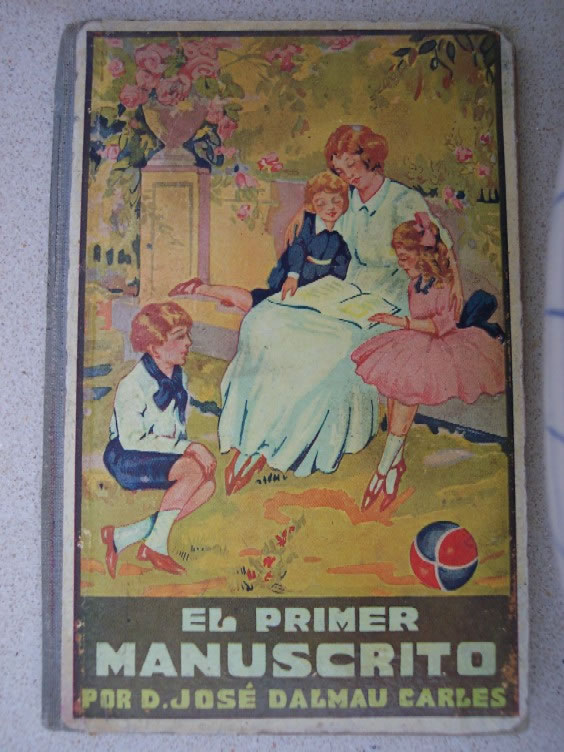 EL PRIMER
MANUSCRITO
POR D. JOSÉ DALMAU CARLES